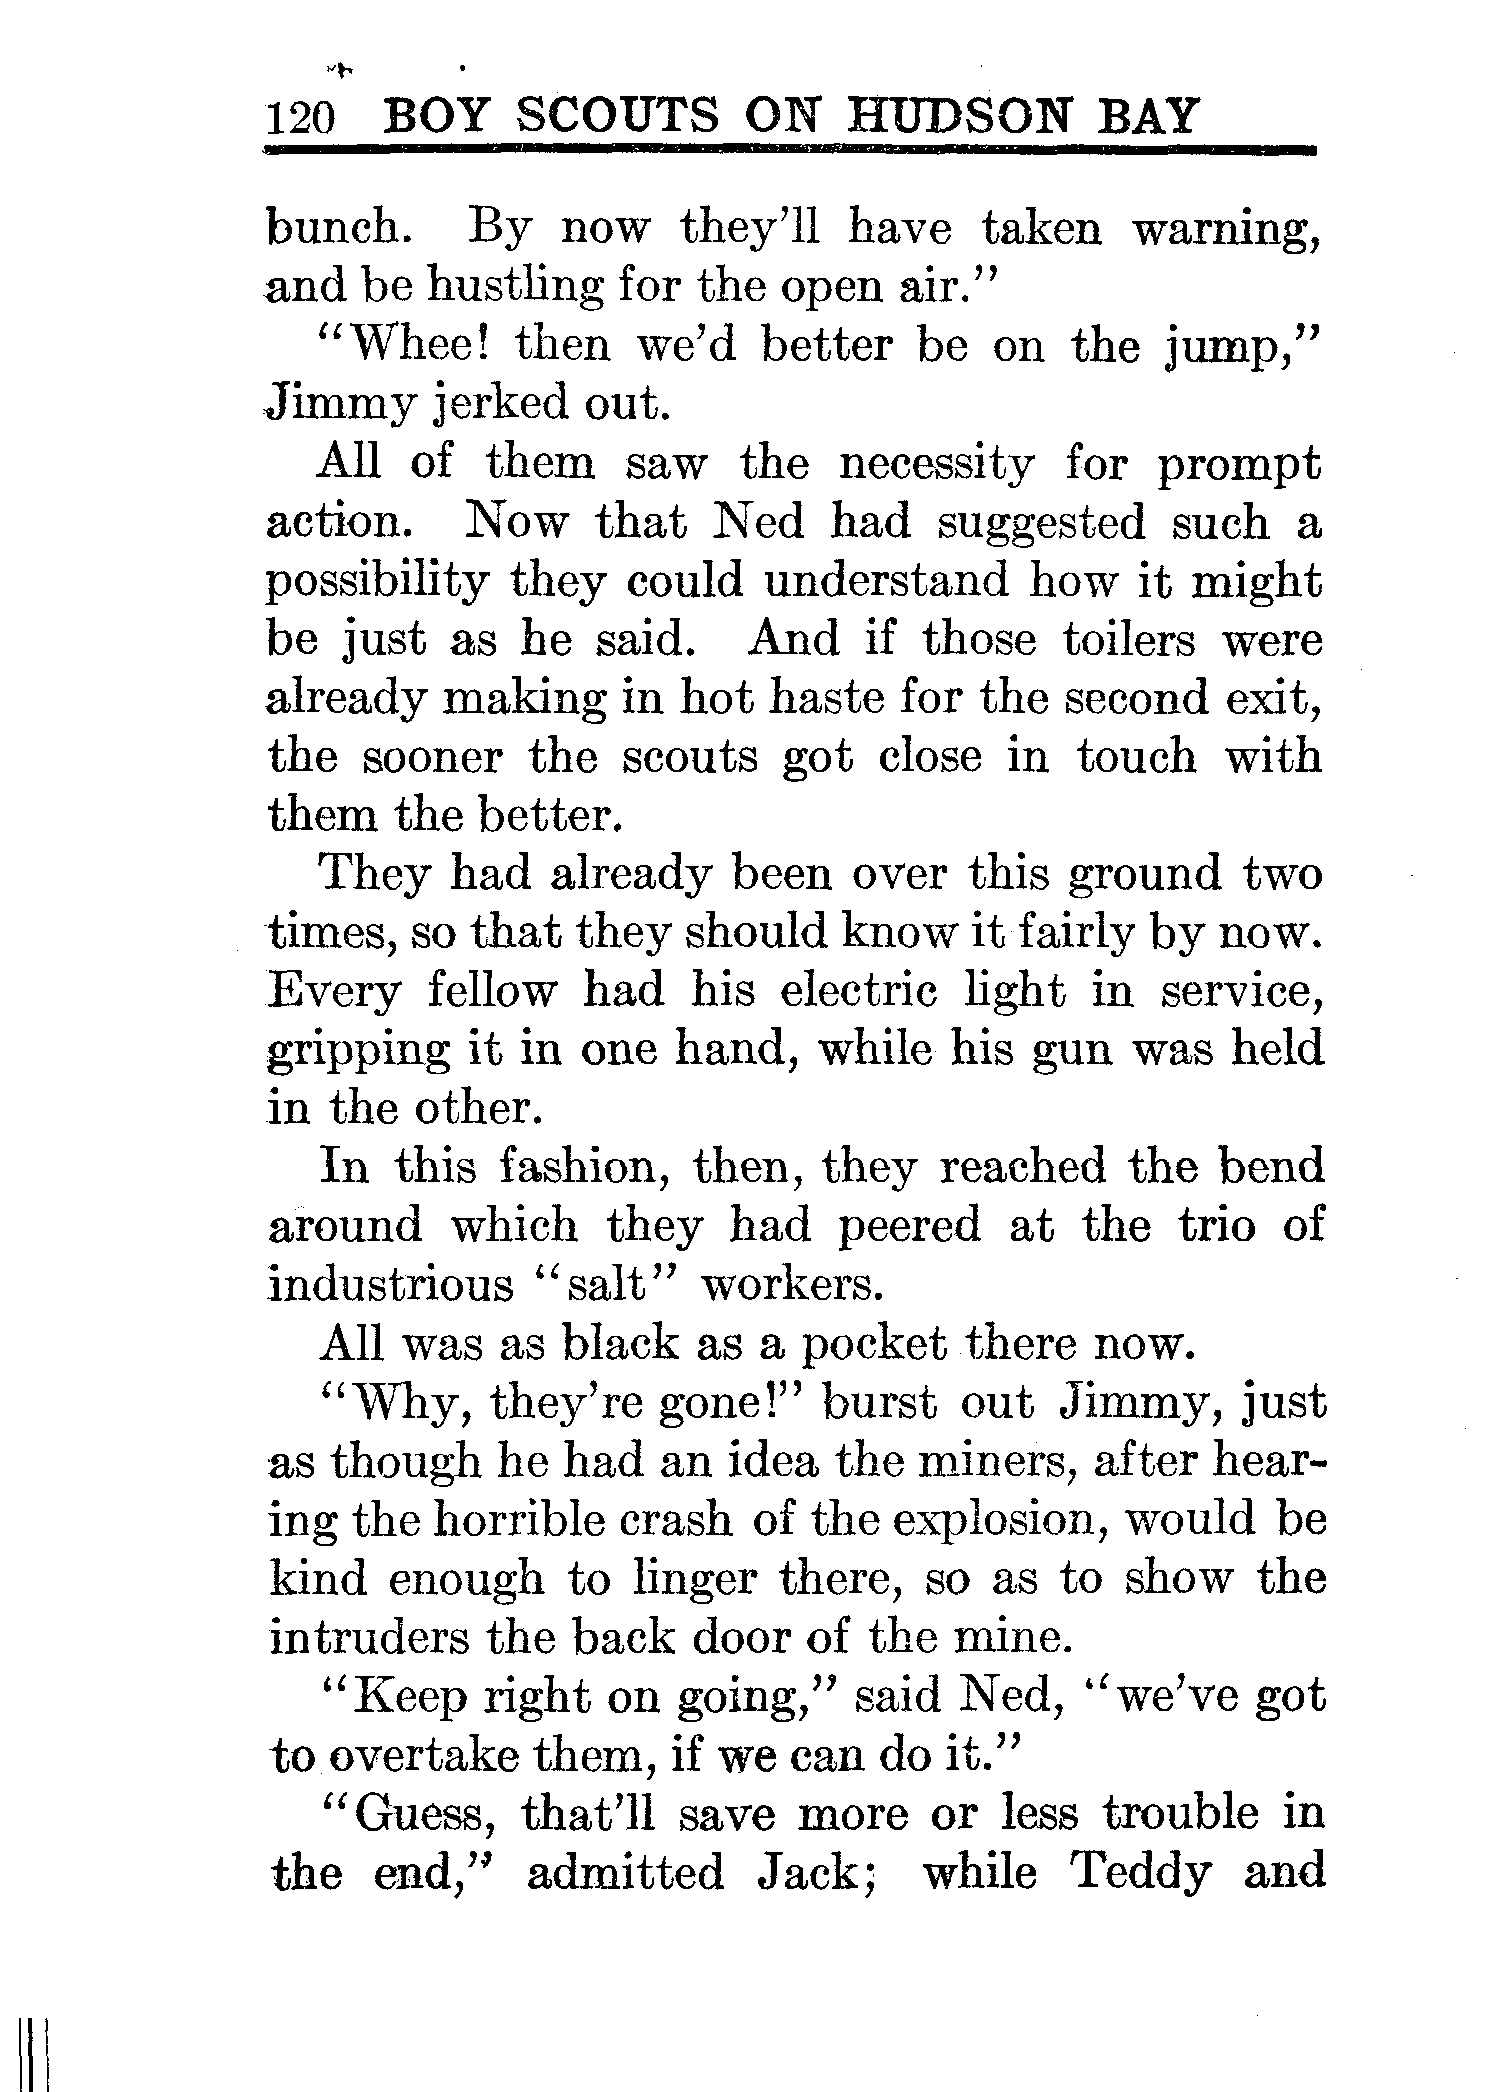 120 BOY SCOUTS ON HUDSON BAY
bunch. By now they'll have taken warning,
and be hustling for the open air."
"Whee! then we'd better be on the jump,"
Jimmy jerked out.
All of them saw the necessity for prompt
action. Now that Ned had suggested such a
possibility they could understand how it might
be just as he said. And if those toilers were
already making in hot haste for the second exit,
the sooner the scouts got close in touch with
them the better.
They had already been over this ground two
times, so that they should know it fairly by now.
Every fellow had his electric light in service,
gripping it in one hand, while his gun was held
in the other.
In this fashion, then, they reached the bend
around which they had peered at the trio of
industrious "salt" workers.
All was as black as a pocket there now.
"Why, they're gone!" burst out Jimmy, just
as though he had an idea the miners, after hear-
ing the horrible crash of the explosion, would be
kind enough to linger there, so as to show the
intruders the back door of the mine.
"Keep right on going," said Ned, "we've got
to overtake them, if we can do it."
"Guess, that'll save more or less trouble in
the end," admitted Jack; while Teddy and